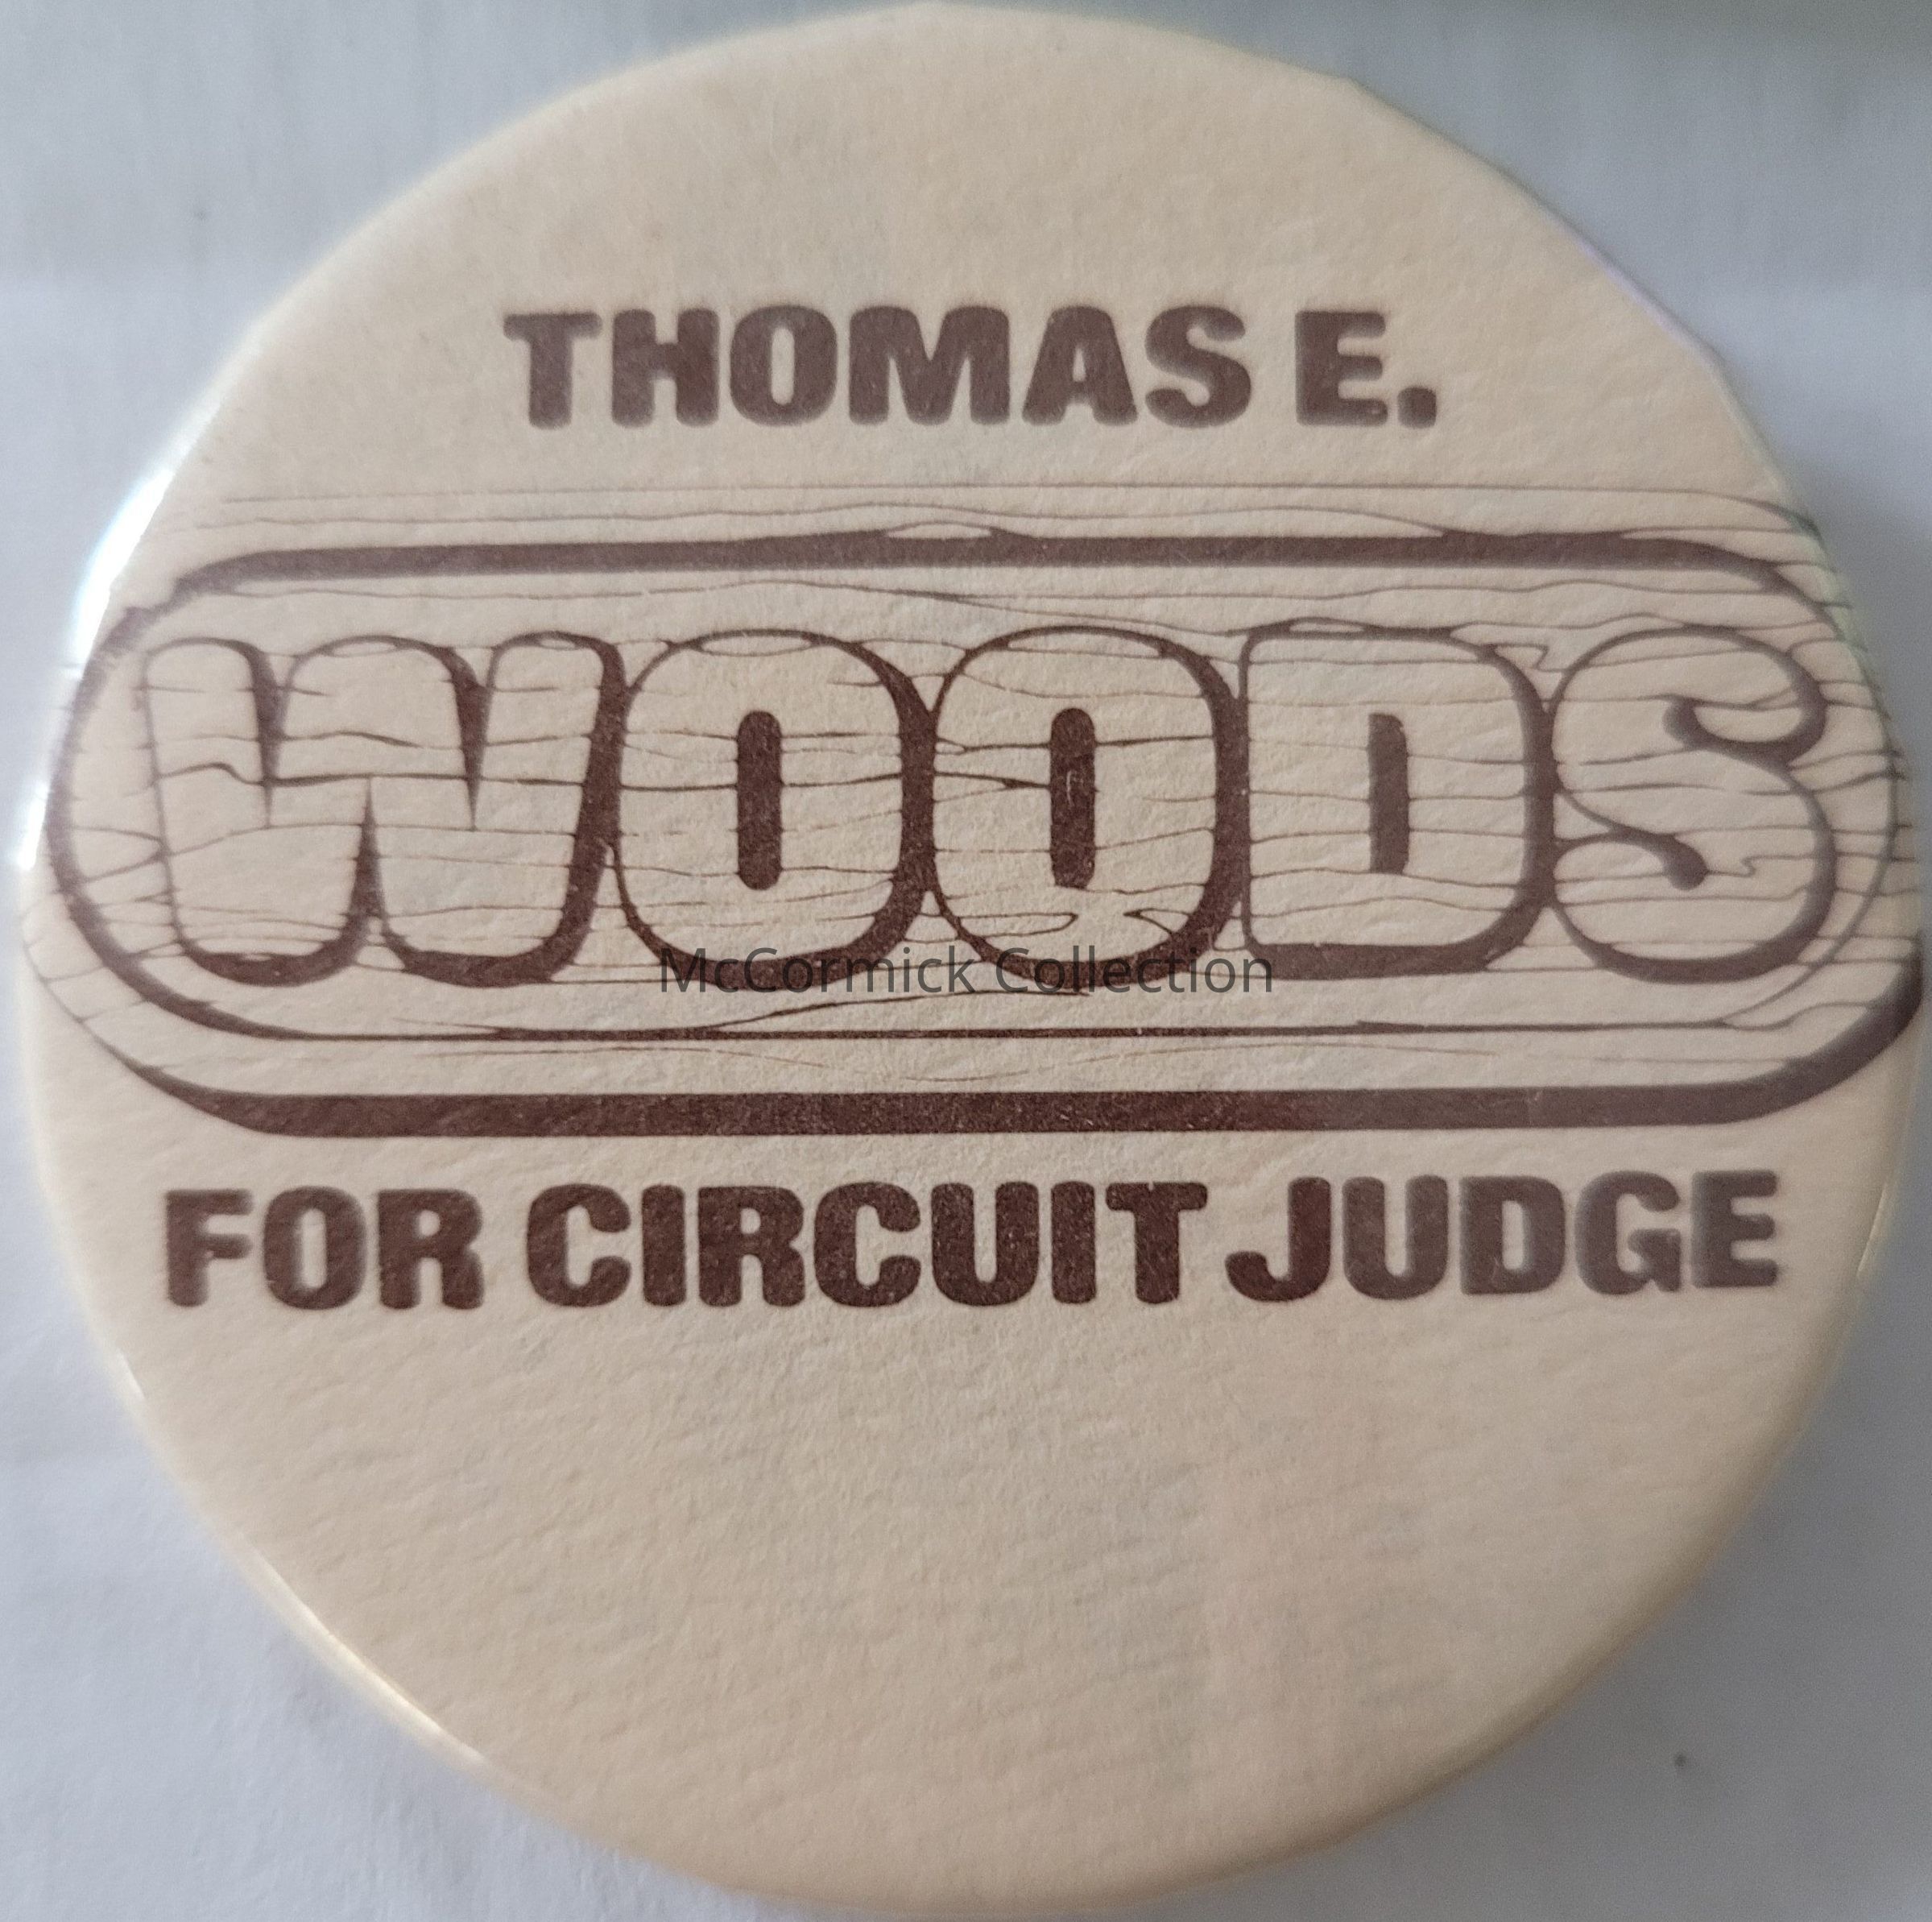 THOMAS E.
WOODS
McCormick Collection
FOR CIRCUIT JUDGE